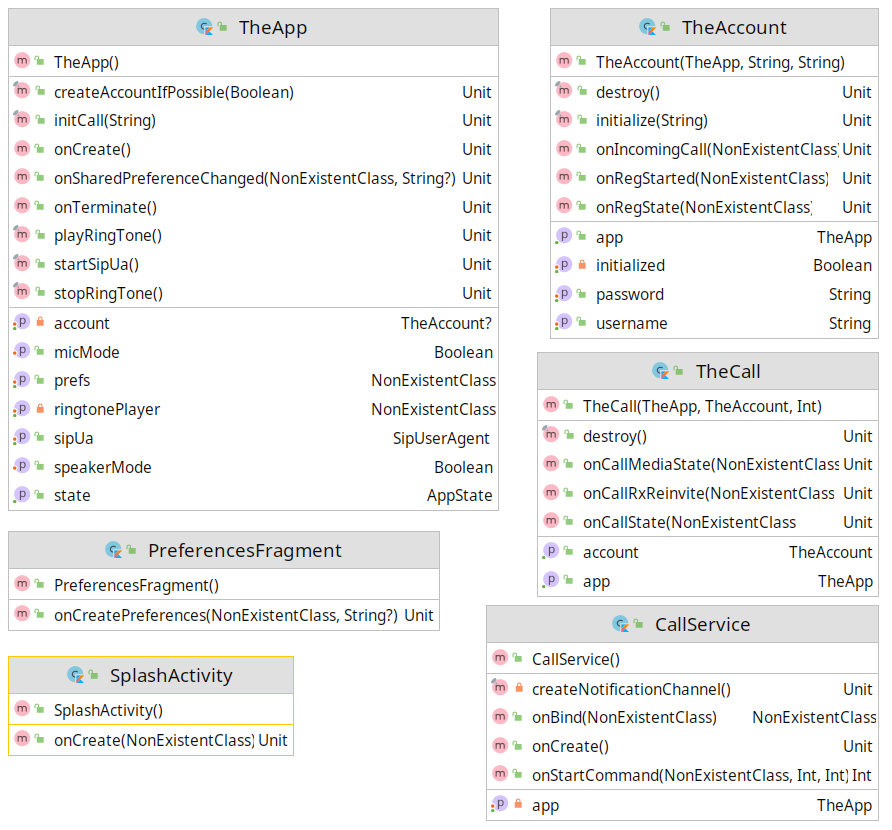 TheApp
TheApp()
createAccountIfPossible(Boolean) Unit
initCall(String) Unit
onCreate() Unit
onSharedPreferenceChanged(NonExistentClass, String?) Unit
onTerminate() Unit
playRingTone() Unit
startSipUa() Unit
stopRingTone() Unit
account TheAccount?
micMode Boolean
prefs NonExistentClass
ringtonePlayer NonExistentClass
sipUa SipUserAgent
speakerMode Boolean
state AppState
PreferencesFragment
PreferencesFragment()
onCreatePreferences(NonExistentClass, String?) Unit
SplashActivity
SplashActivity()
onCreate(NonExistentClass) Unit
TheAccount
TheAccount(TheApp, String, String)
destroy() Unit
initialize(String) Unit
onIncomingCall(NonExistentClass) Unit
onRegStarted(NonExistentClass) Unit
onRegState(NonExistentClass) Unit
app TheApp
initialized Boolean
password String
username String
TheCall
TheCall(TheApp, TheAccount, Int)
destroy() Unit
onCallMediaState(NonExistentClass Unit
onCallRxReinvite(NonExistentClass Unit
onCallState(NonExistentClass Unit
account TheAccount
app TheApp
CallService
CallService()
createNotificationChannel() Unit
onBind(NonExistentClass) NonExistentClass
onCreate() Unit
onStartCommand(NonExistentClass, Int, Int) Int
app TheApp